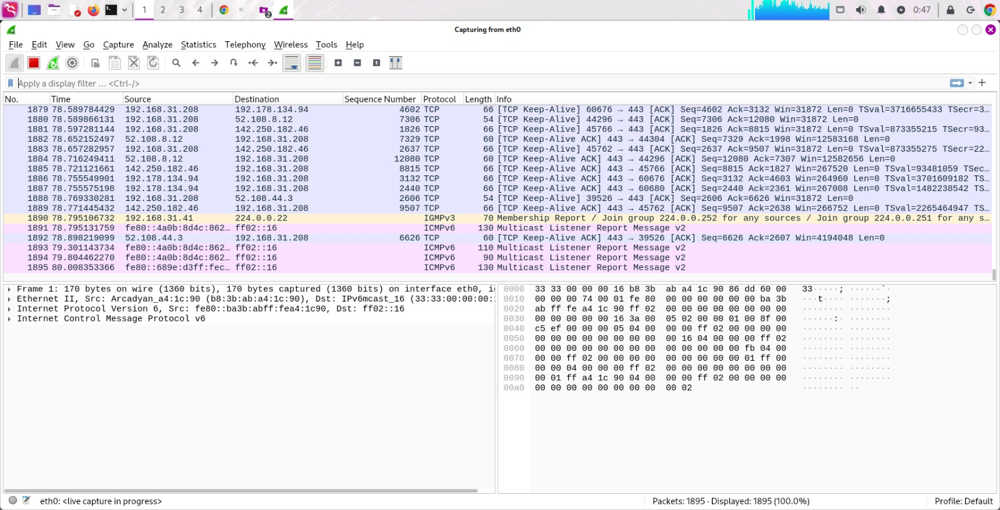 1 2 3 4 2 0:47
Capturing from eth0
File Edit View Go Capture Analyze Statistics Telephony Wireless Tools Help
Apply a display filter … <Ctrl-/>
No. Time Source Destination Sequence Number Protocol Length Info
1879 78.589784429 192.168.31.208 192.178.134.94 4602 TCP 66 [TCP Keep-Alive] 60676 → 443 [ACK] Seq=4602 Ack=3132 Win=31872 Len=0 TSval=3716655433 TSecr=3…
1880 78.589866131 192.168.31.208 52.108.8.12 7306 TCP 54 [TCP Keep-Alive] 44296 → 443 [ACK] Seq=7306 Ack=12080 Win=31872 Len=0
1881 78.597281144 192.168.31.208 142.250.182.46 1826 TCP 66 [TCP Keep-Alive] 45766 → 443 [ACK] Seq=1826 Ack=8815 Win=31872 Len=0 TSval=873355215 TSecr=93…
1882 78.652152497 52.108.8.12 192.168.31.208 7329 TCP 60 [TCP Keep-Alive ACK] 443 → 44304 [ACK] Seq=7329 Ack=1998 Win=12583168 Len=0
1883 78.657282957 192.168.31.208 142.250.182.46 2637 TCP 66 [TCP Keep-Alive] 45762 → 443 [ACK] Seq=2637 Ack=9507 Win=31872 Len=0 TSval=873355275 TSecr=22…
1884 78.716249411 52.108.8.12 192.168.31.208 12080 TCP 60 [TCP Keep-Alive ACK] 443 → 44296 [ACK] Seq=12080 Ack=7307 Win=12582656 Len=0
1885 78.721121661 142.250.182.46 192.168.31.208 8815 TCP 66 [TCP Keep-Alive ACK] 443 → 45766 [ACK] Seq=8815 Ack=1827 Win=267520 Len=0 TSval=93481059 TSec…
1886 78.755549901 192.178.134.94 192.168.31.208 3132 TCP 66 [TCP Keep-Alive ACK] 443 → 60676 [ACK] Seq=3132 Ack=4603 Win=264960 Len=0 TSval=3701609182 TS…
1887 78.755575198 192.178.134.94 192.168.31.208 2440 TCP 66 [TCP Keep-Alive ACK] 443 → 60680 [ACK] Seq=2440 Ack=2361 Win=267008 Len=0 TSval=1482238542 TS…
1888 78.769330281 192.168.31.208 52.108.44.3 2606 TCP 54 [TCP Keep-Alive] 39526 → 443 [ACK] Seq=2606 Ack=6626 Win=31872 Len=0
1889 78.771445432 142.250.182.46 192.168.31.208 9507 TCP 66 [TCP Keep-Alive ACK] 443 → 45762 [ACK] Seq=9507 Ack=2638 Win=266752 Len=0 TSval=2265464947 TS…
1890 78.795106732 192.168.31.41 224.0.0.22 IGMPv3 70 Membership Report / Join group 224.0.0.252 for any sources / Join group 224.0.0.251 for any s…
1891 78.795131759 fe80::4a0b:8d4c:862… ff02::16 ICMPv6 130 Multicast Listener Report Message v2
1892 78.898219099 52.108.44.3 192.168.31.208 6626 TCP 60 [TCP Keep-Alive ACK] 443 → 39526 [ACK] Seq=6626 Ack=2607 Win=4194048 Len=0
1893 79.301143734 fe80::4a0b:8d4c:862… ff02::16 ICMPv6 110 Multicast Listener Report Message v2
1894 79.804462270 fe80::4a0b:8d4c:862… ff02::16 ICMPv6 90 Multicast Listener Report Message v2
1895 80.008353366 fe80::689e:d3ff:fec… ff02::16 ICMPv6 130 Multicast Listener Report Message v2
Frame 1: 170 bytes on wire (1360 bits), 170 bytes captured (1360 bits) on interface eth0, i
Ethernet II, Src: Arcadyan_a4:1c:90 (b8:3b:ab:a4:1c:90), Dst: IPv6mcast_16 (33:33:00:00:00:
Internet Protocol Version 6, Src: fe80::ba3b:abff:fea4:1c90, Dst: ff02::16
Internet Control Message Protocol v6
0000 33 33 00 00 00 16 b8 3b ab a4 1c 90 86 dd 60 00 33·····; ······`·
0010 00 00 00 74 00 01 fe 80 00 00 00 00 00 00 ba 3b ···t···· ·······;
0020 ab ff fe a4 1c 90 ff 02 00 00 00 00 00 00 00 00 ········ ········
0030 00 00 00 00 00 16 3a 00 05 02 00 00 01 00 8f 00 ······:· ········
0040 c5 ef 00 00 00 05 04 00 00 00 ff 02 00 00 00 00 ········ ········
0050 00 00 00 00 00 00 00 00 00 16 04 00 00 00 ff 02 ········ ········
0060 00 00 00 00 00 00 00 00 00 00 00 00 00 fb 04 00 ········ ········
0070 00 00 ff 02 00 00 00 00 00 00 00 00 00 01 ff 00 ········ ········
0080 00 00 04 00 00 00 ff 02 00 00 00 00 00 00 00 00 ········ ········
0090 00 01 ff a4 1c 90 04 00 00 00 ff 02 00 00 00 00 ········ ········
00a0 00 00 00 00 00 00 00 00 00 02 ········ ··
eth0: <live capture in progress> Packets: 1895 · Displayed: 1895 (100.0%) Profile: Default